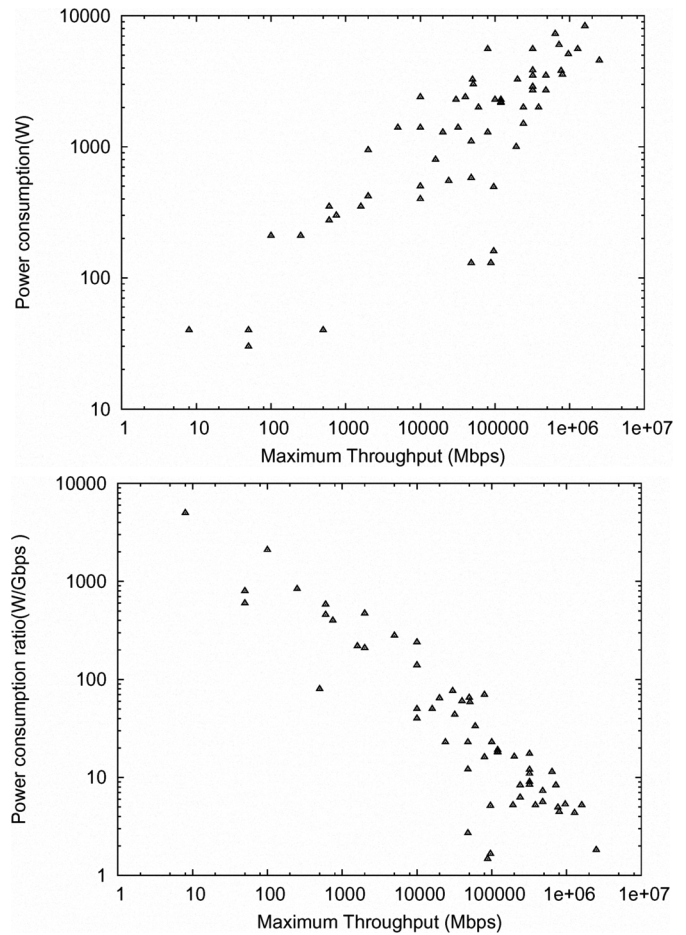 10000
1000
100
10
Power consumption(W)
1 10 100 1000 10000 100000 1e+06 1e+07
Maximum Throughput (Mbps)
10000
1000
100
10
1
Power consumption ratio(W/Gbps )
1 10 100 1000 10000 100000 1e+06 1e+07
Maximum Throughput (Mbps)